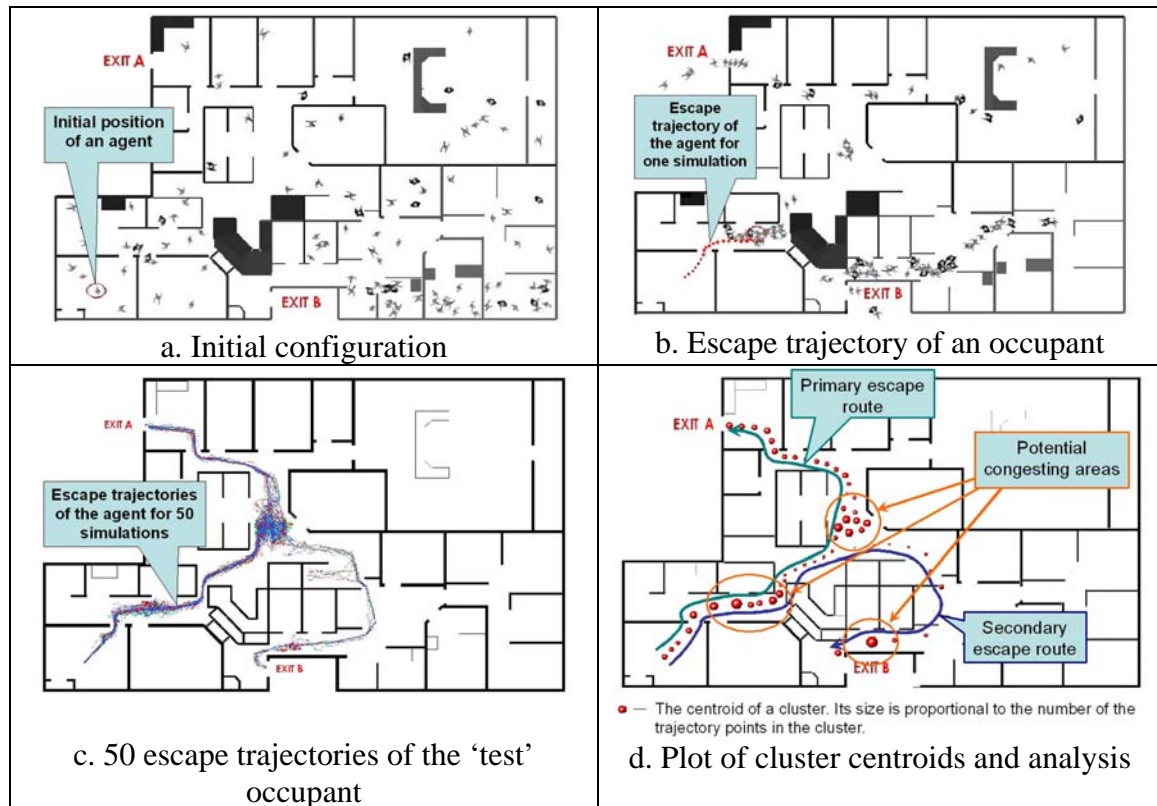 EXIT A
Initial position
of an agent
EXIT B
a. Initial configuration
EXIT A
Escape
trajectory of
the agent for
one simulation
EXIT B
b. Escape trajectory of an occupant
EXIT A
Escape trajectories
of the agent for 50
simulations
EXIT B
c. 50 escape trajectories of the ‘test’
occupant
Primary escape
route
EXIT A
Potential
congesting areas
Secondary
escape route
EXIT B
— The centroid of a cluster. Its size is proportional to the number of the
trajectory points in the cluster.
d. Plot of cluster centroids and analysis